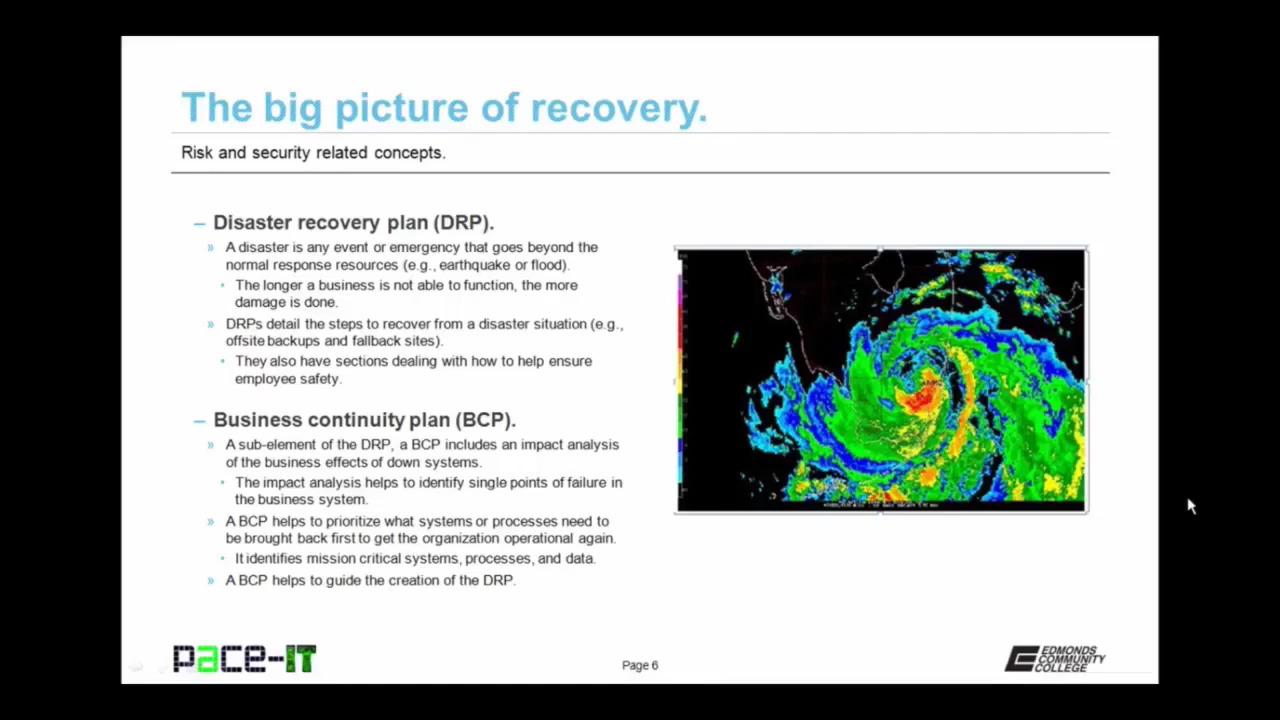 The big picture of recovery.
Risk and security related concepts.
– Disaster recovery plan (DRP).
» A disaster is any event or emergency that goes beyond the
normal response resources (e.g., earthquake or flood).
• The longer a business is not able to function, the more
damage is done.
» DRPs detail the steps to recover from a disaster situation (e.g.,
offsite backups and fallback sites).
• They also have sections dealing with how to help ensure
employee safety.
– Business continuity plan (BCP).
» A sub-element of the DRP, a BCP includes an impact analysis
of the business effects of down systems.
• The impact analysis helps to identify single points of failure in
the business system.
» A BCP helps to prioritize what systems or processes need to
be brought back first to get the organization operational again.
• It identifies mission critical systems, processes, and data.
» A BCP helps to guide the creation of the DRP.
pace-IT
Page 6
EDMONDS
COMMUNITY
COLLEGE